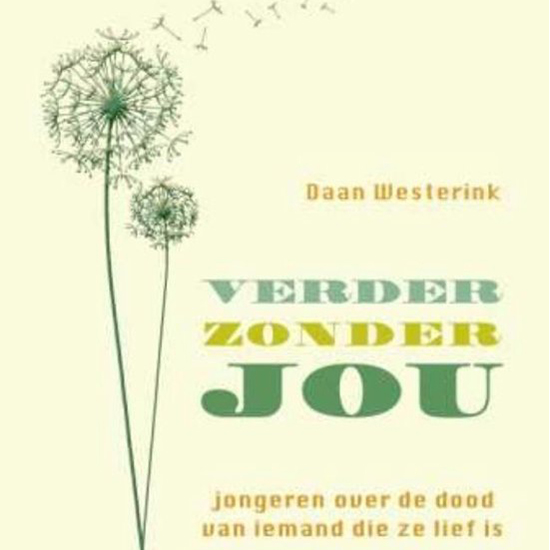 Daan Westerink
VERDER
ZONDER
JOU
jongeren over de dood
van iemand die ze lief is